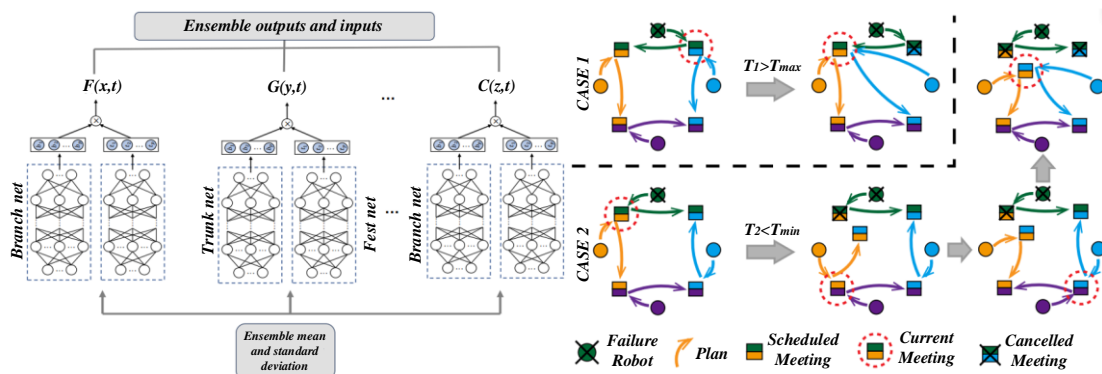 Ensemble outputs and inputs
F(x,t)
G(y,t)
...
C(z,t)
Branch net
Trunk net
Fest net
...
Branch net
Ensemble mean
and standard
deviation
CASE 1
T1>Tmax
CASE 2
T2<Tmin
Failure
Robot
Plan
Scheduled
Meeting
Current
Meeting
Cancelled
Meeting